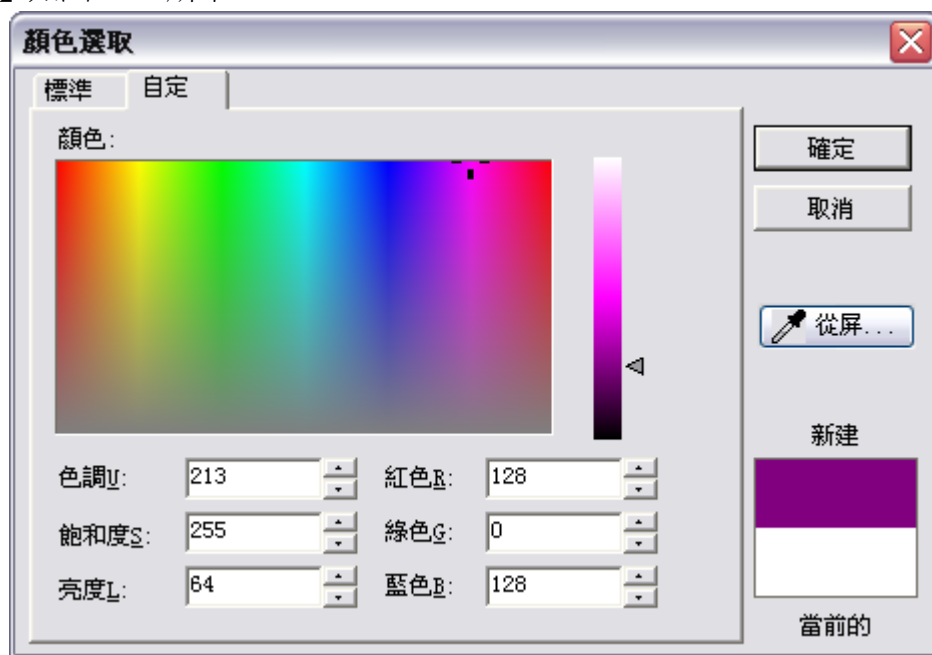 顏色選取
標準 自定
顏色:
確定
取消
從屏...
新建
當前的
色調U: 213 紅色R: 128
飽和度S: 255 綠色G: 0
亮度L: 64 藍色B: 128